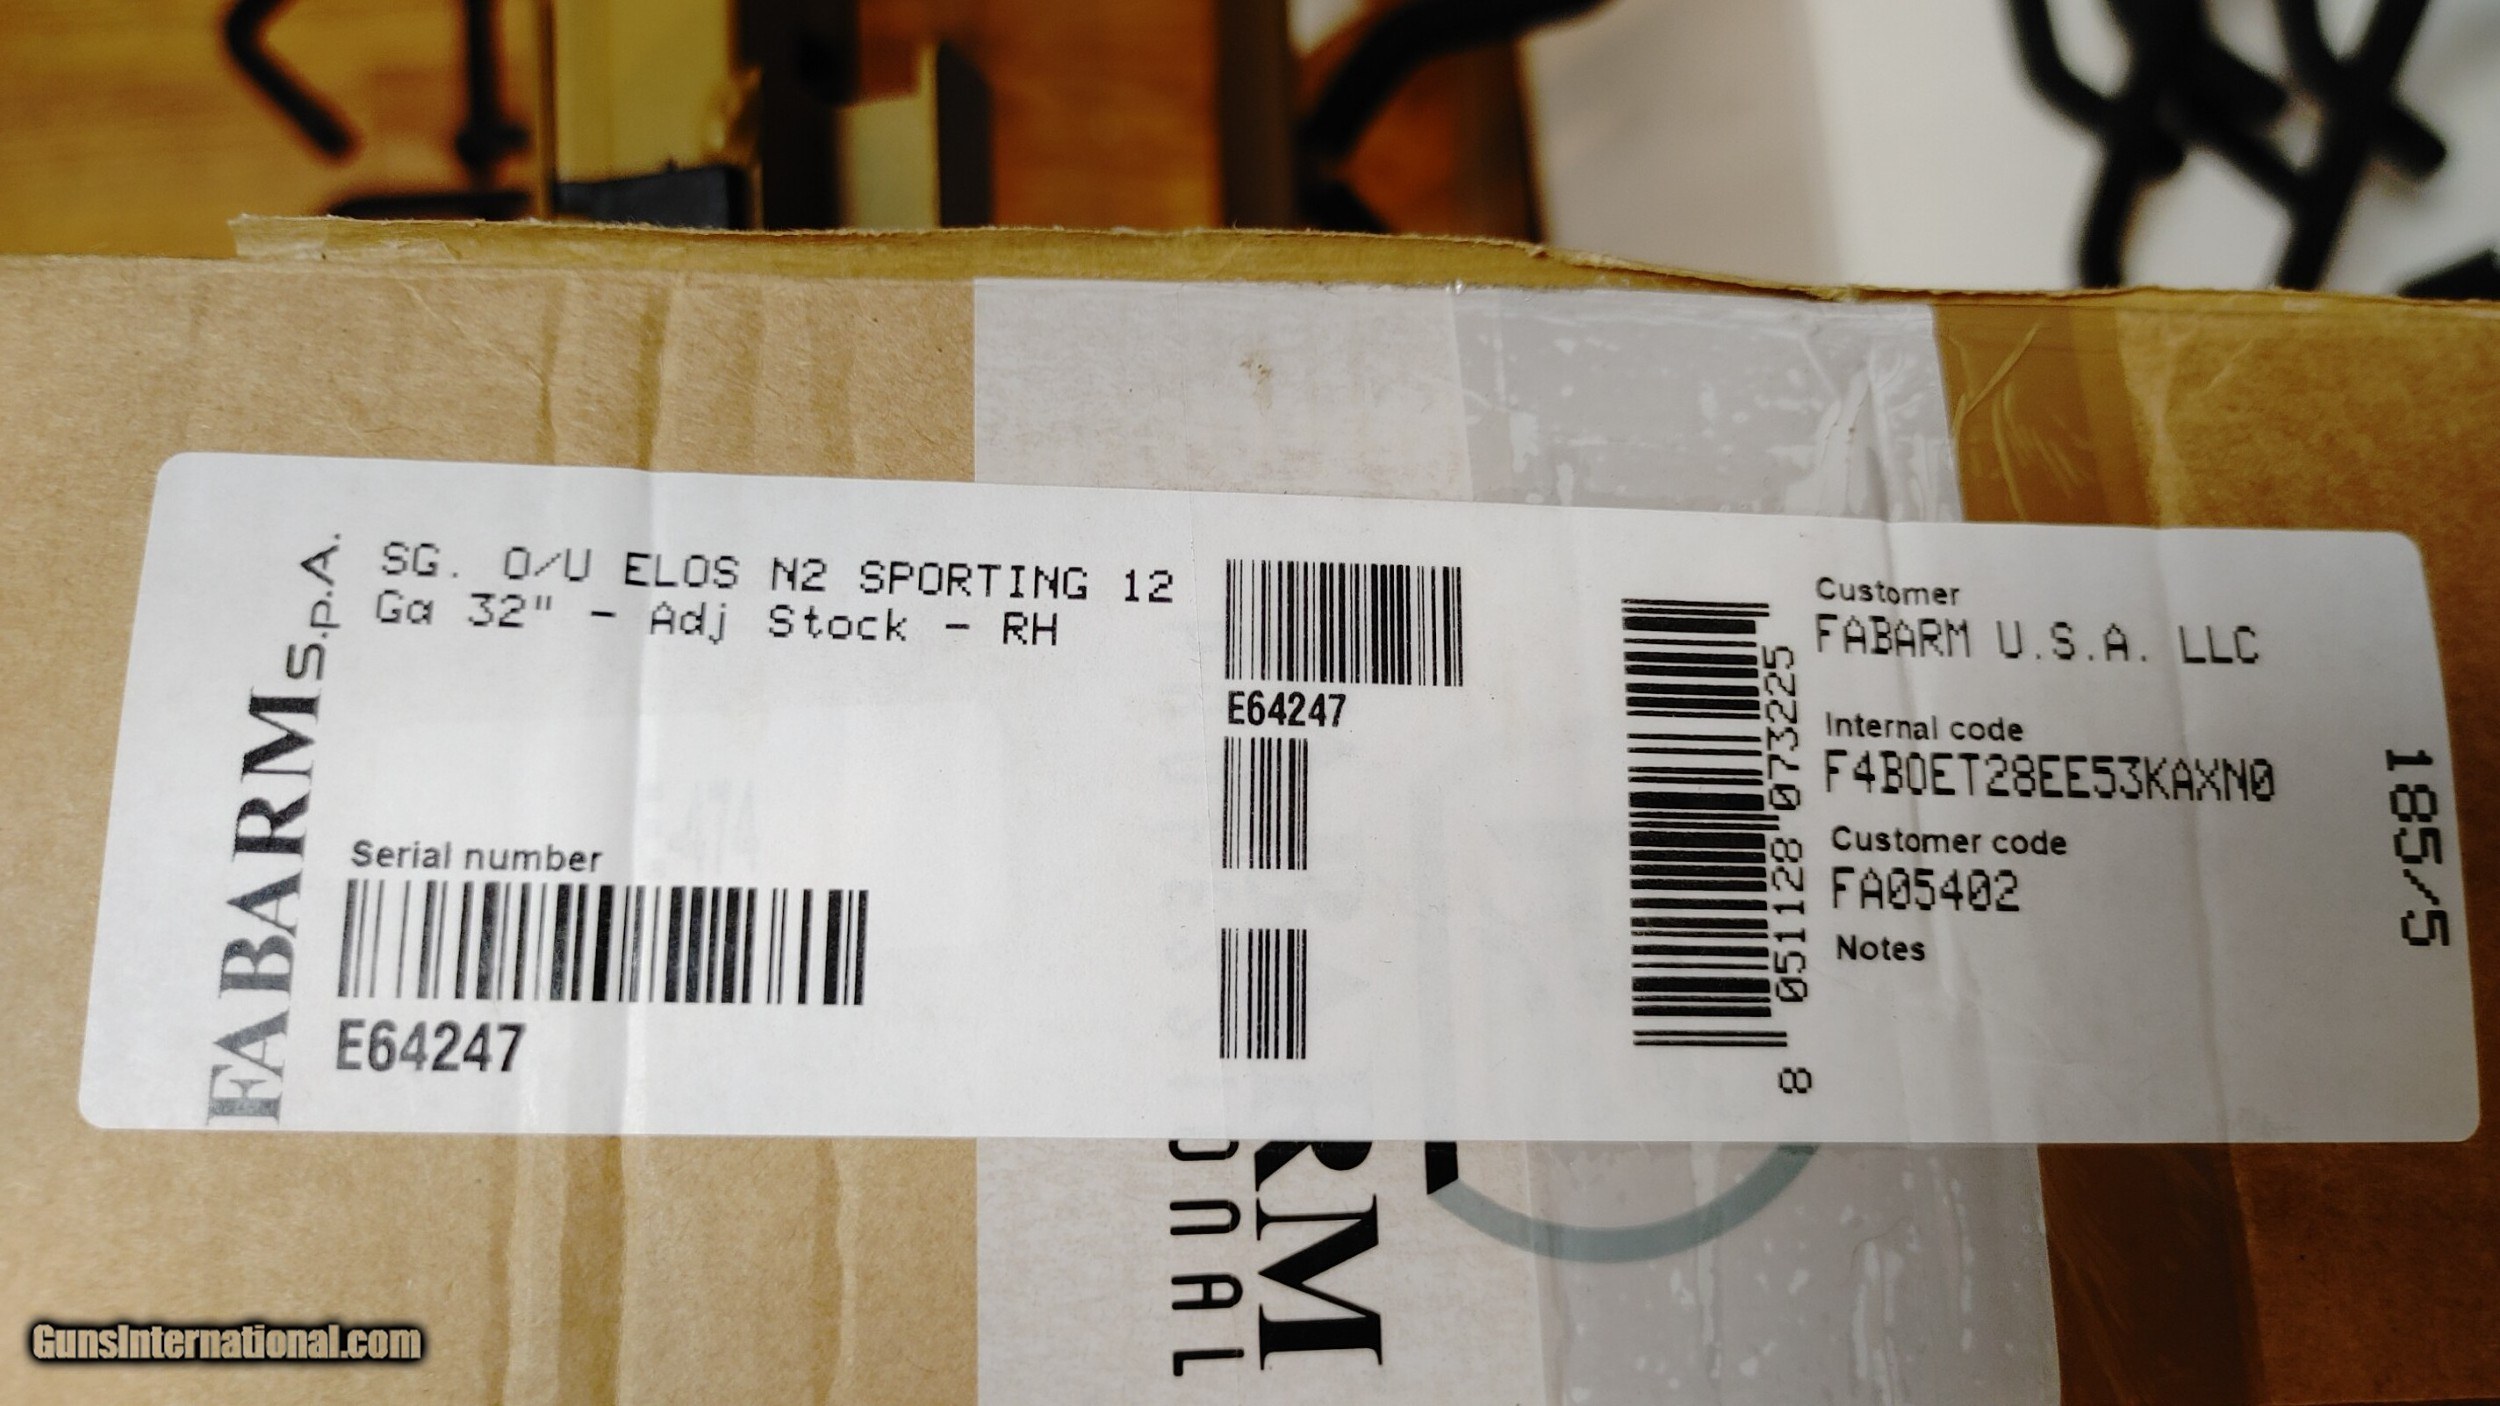 FABARM S.p.A.
SG. O/U ELOS N2 SPORTING 12
Ga 32" - Adj Stock - RH
Serial number
E64247
E64247
8 051128 073225
Customer
FABARM U.S.A. LLC
Internal code
F4BOET28EE53KAXN0
Customer code
FA05402
Notes
185/5
RM
ONAL
GunsInternational.com